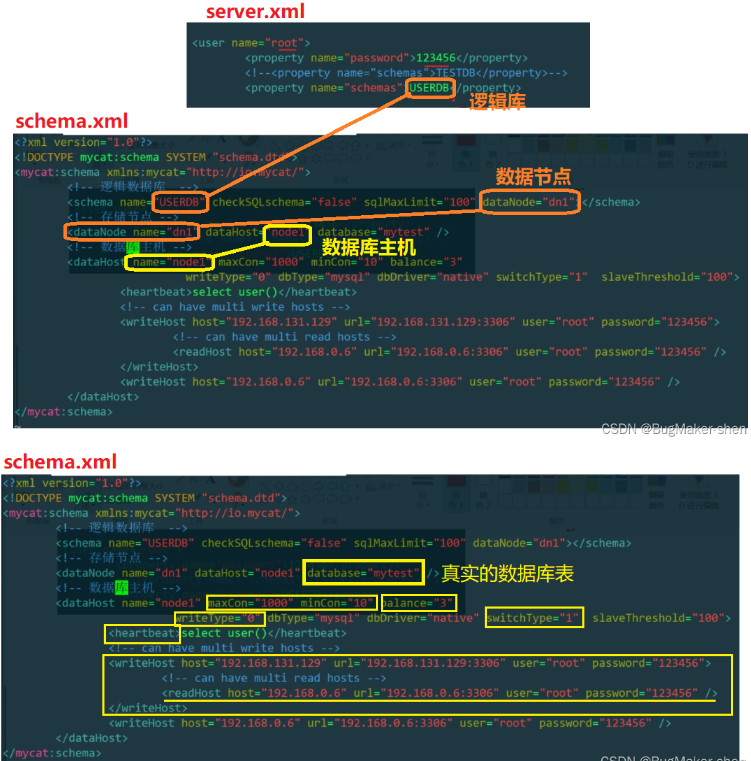 server.xml
<user name="root">
<property name="password">123456</property>
<!--<property name="schemas">TESTDB</property>-->
<property name="schemas" USERDB</property>
逻辑库
schema.xml
<?xml version="1.0"?>
<!DOCTYPE mycat:schema SYSTEM "schema.dtd">
<mycat:schema xmlns:mycat="http://io.mycat/">
<!-- 逻辑数据库 -->
数据节点
<schema name="USERDB" checkSQLschema="false" sqlMaxLimit="100" dataNode="dn1"></schema>
<!-- 存储节点 -->
<dataNode name="dn1" dataHost="node1" database="mytest" />
<!-- 数据库主机 -->
数据库主机
<dataHost name="node1" maxCon="1000" minCon="10" balance="3"
writeType="0" dbType="mysql" dbDriver="native" switchType="1" slaveThreshold="100">
<heartbeat>select user()</heartbeat>
<!-- can have multi write hosts -->
<writeHost host="192.168.131.129" url="192.168.131.129:3306" user="root" password="123456">
<!-- can have multi read hosts -->
<readHost host="192.168.0.6" url="192.168.0.6:3306" user="root" password="123456" />
</writeHost>
<writeHost host="192.168.0.6" url="192.168.0.6:3306" user="root" password="123456" />
</dataHost>
</mycat:schema>
~
CSDN @BugMaker-shen
schema.xml
<?xml version="1.0"?>
<!DOCTYPE mycat:schema SYSTEM "schema.dtd">
<mycat:schema xmlns:mycat="http://io.mycat/">
<!-- 逻辑数据库 -->
<schema name="USERDB" checkSQLschema="false" sqlMaxLimit="100" dataNode="dn1"></schema>
<!-- 存储节点 -->
<dataNode name="dn1" dataHost="node1" database="mytest" />
真实的数据库表
<!-- 数据库主机 -->
<dataHost name="node1" maxCon="1000" minCon="10" balance="3"
writeType="0" dbType="mysql" dbDriver="native" switchType="1" slaveThreshold="100">
<heartbeat>select user()</heartbeat>
<!-- can have multi write hosts -->
<writeHost host="192.168.131.129" url="192.168.131.129:3306" user="root" password="123456">
<!-- can have multi read hosts -->
<readHost host="192.168.0.6" url="192.168.0.6:3306" user="root" password="123456" />
</writeHost>
<writeHost host="192.168.0.6" url="192.168.0.6:3306" user="root" password="123456" />
</dataHost>
</mycat:schema>
CSDN @BugMaker-shen